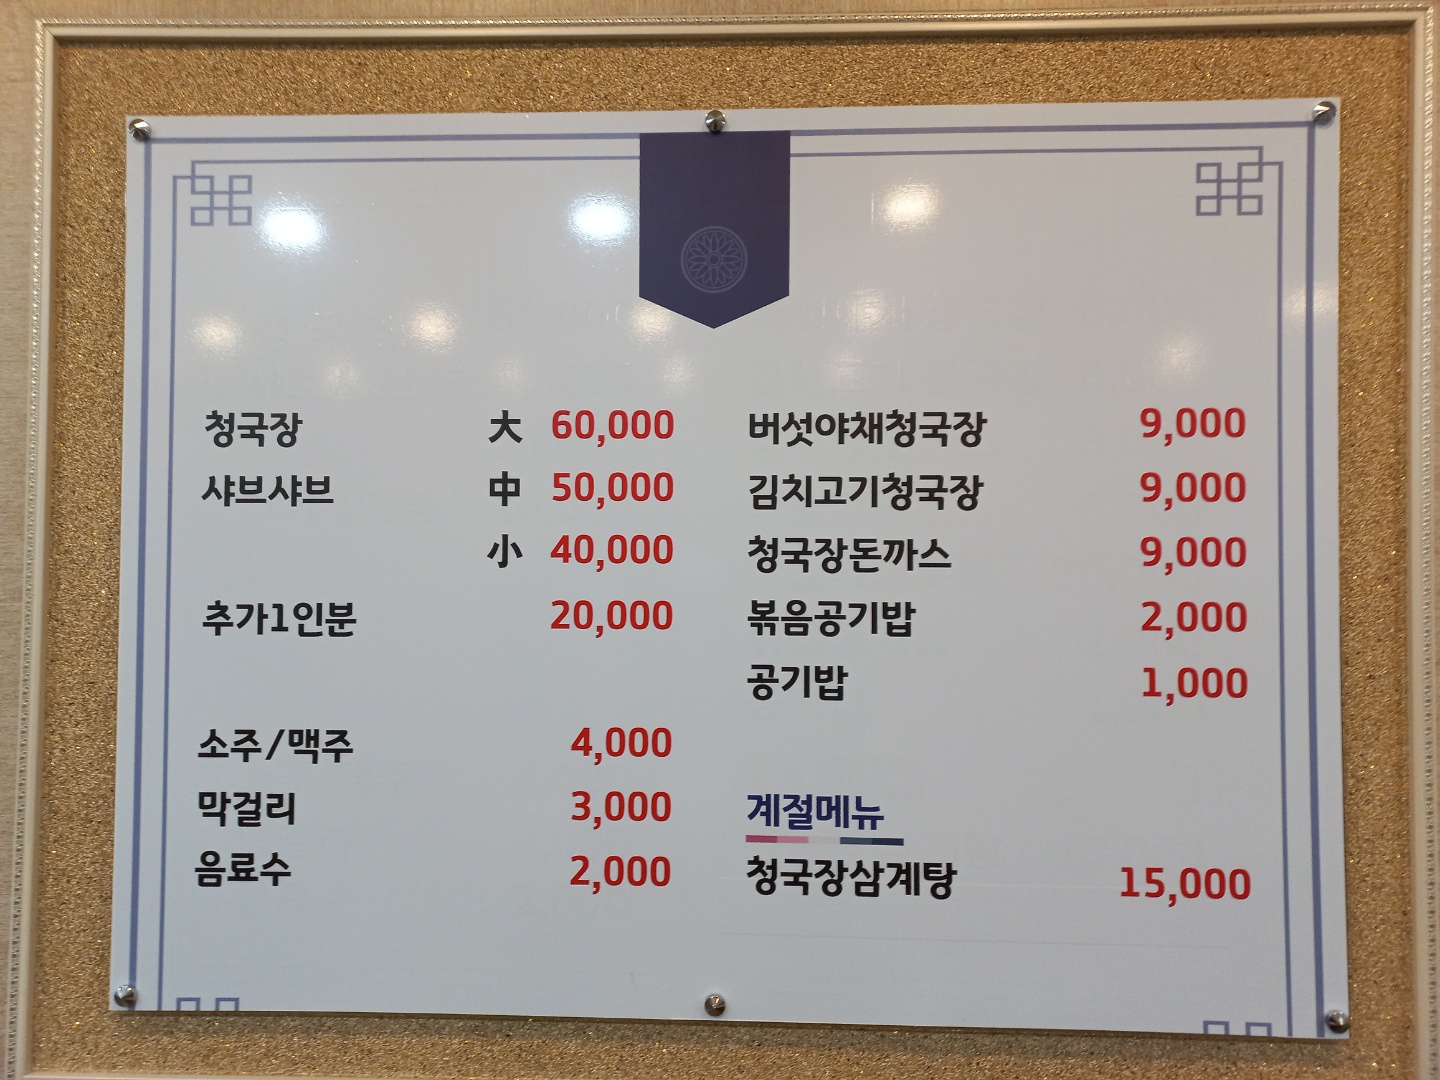 청국장 大 60,000
샤브샤브 中 50,000
小 40,000
추가1인분 20,000
소주/맥주 4,000
막걸리 3,000
음료수 2,000
버섯야채청국장 9,000
김치고기청국장 9,000
청국장돈까스 9,000
볶음공기밥 2,000
공기밥 1,000
계절메뉴
청국장삼계탕 15,000